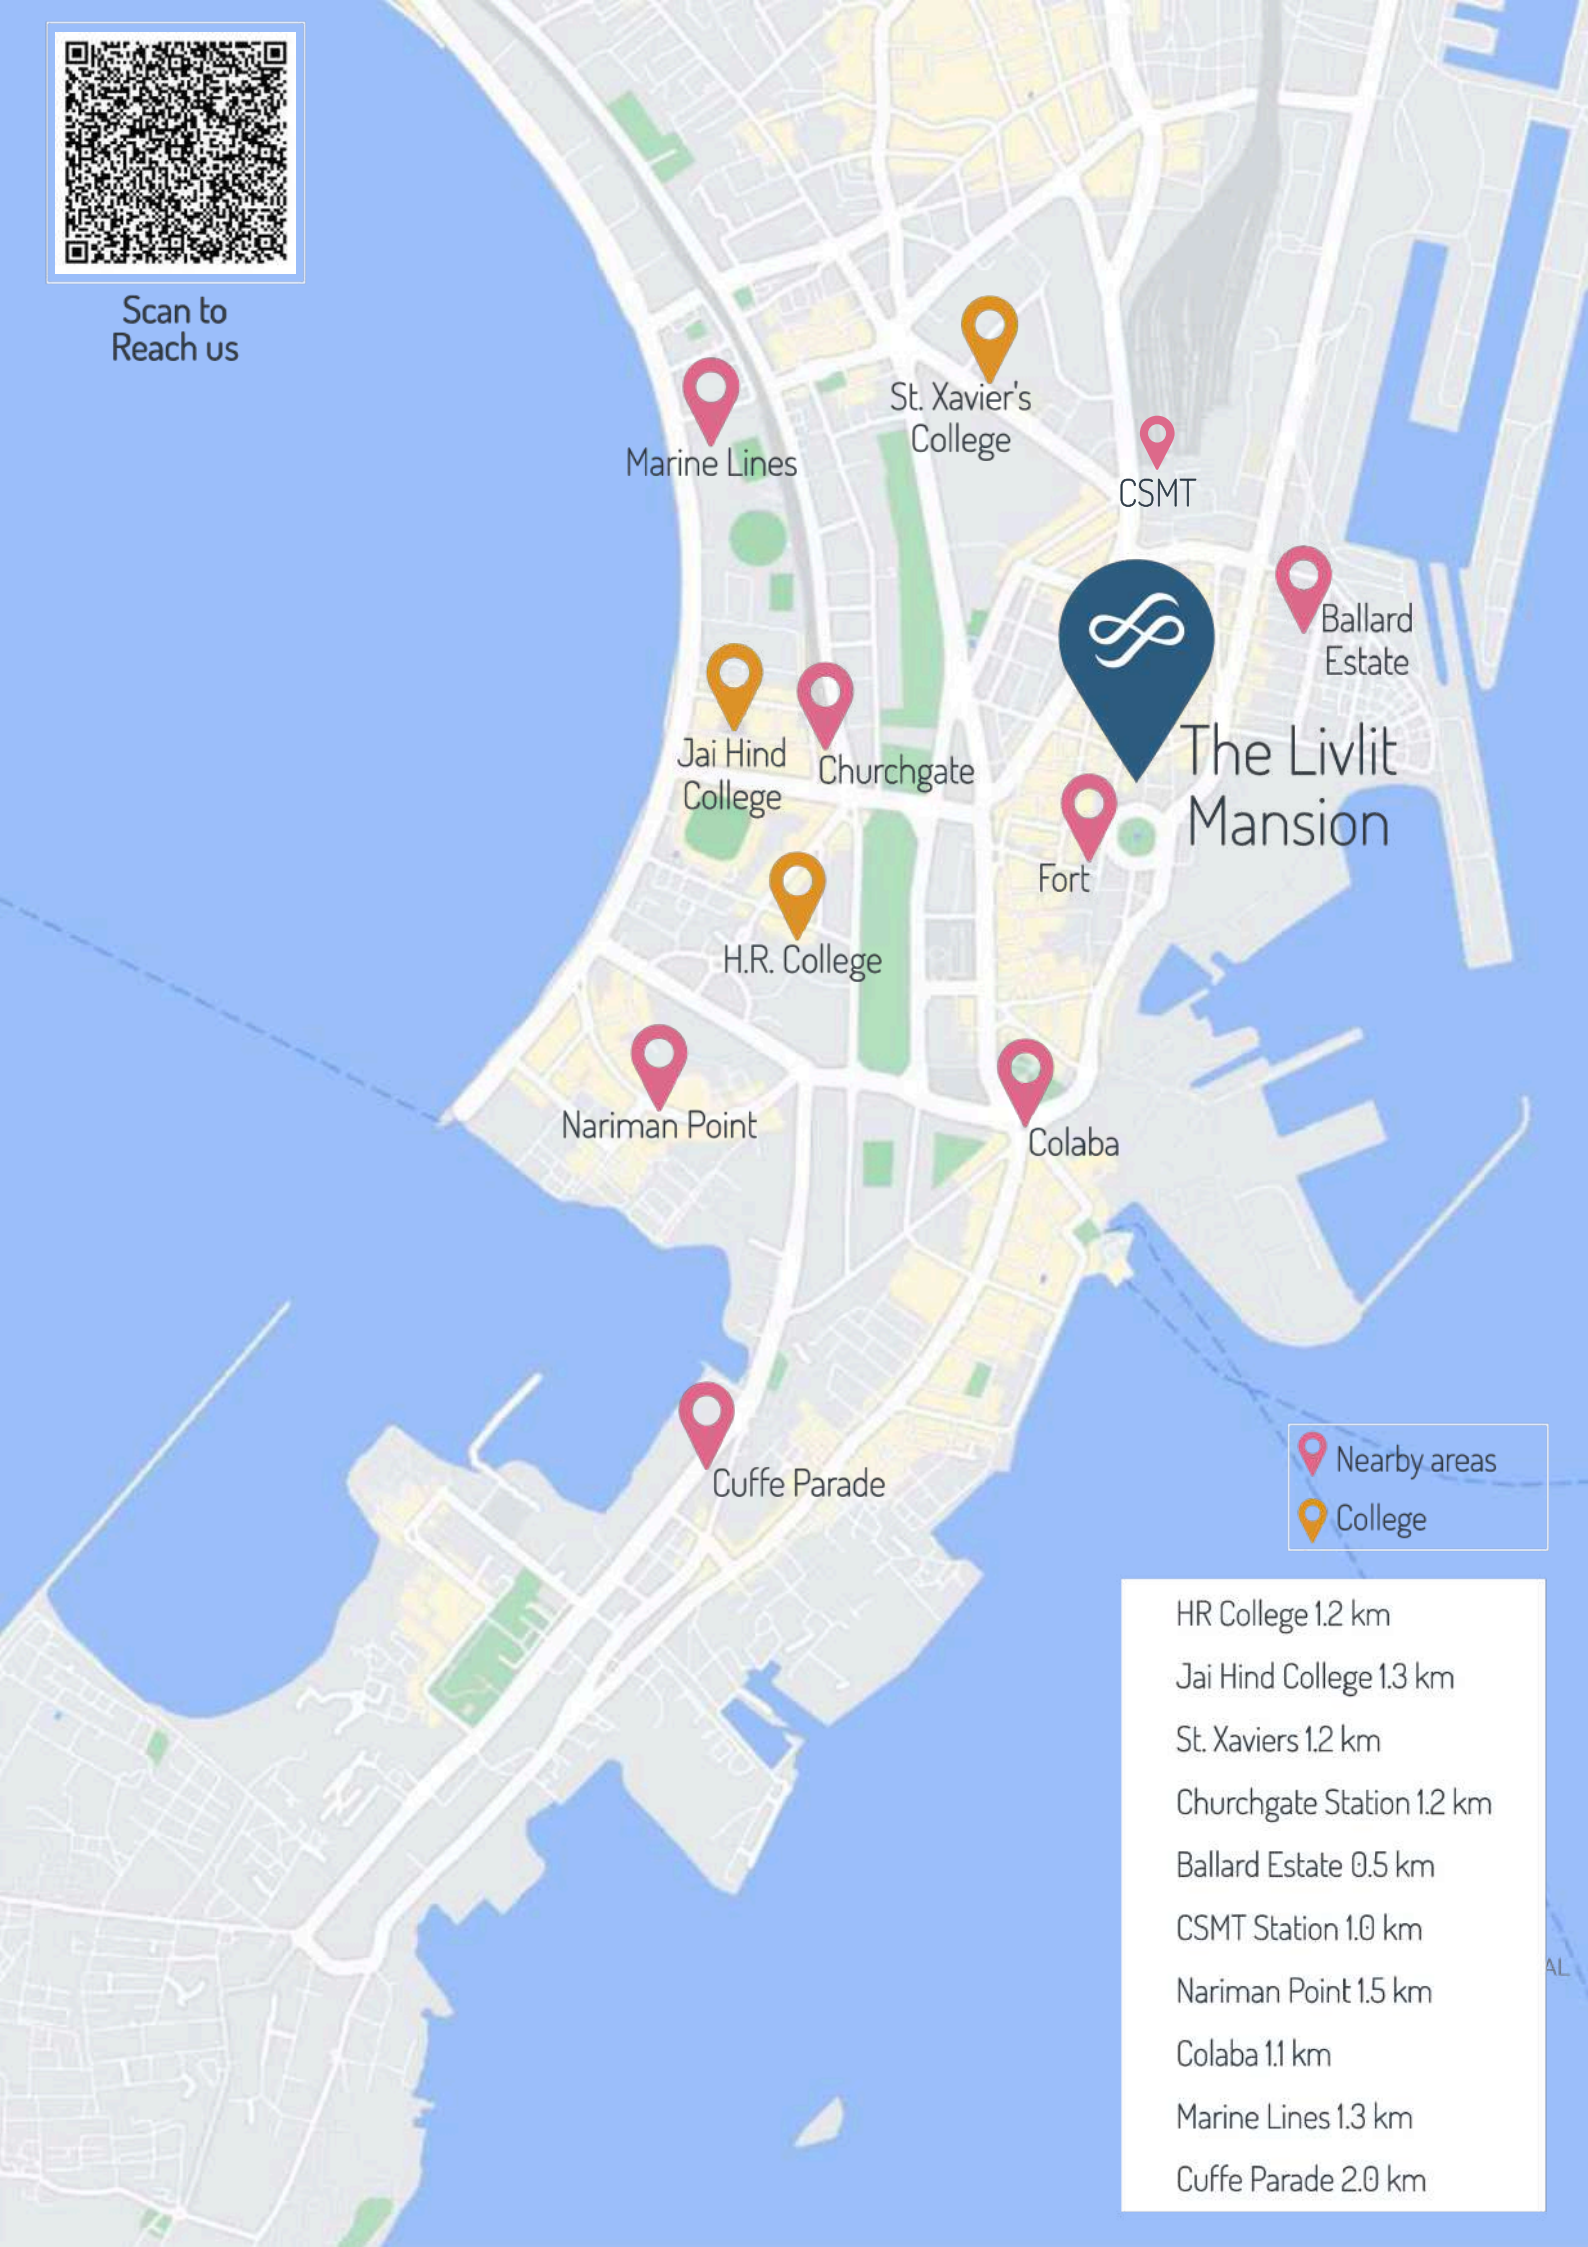 Scan to
Reach us
St. Xavier's
College
Marine Lines
CSMT
Ballard
Estate
Jai Hind
College
Churchgate
The Livlit
Mansion
Fort
H.R. College
Nariman Point
Colaba
Cuffe Parade
Nearby areas
College
HR College 1.2 km
Jai Hind College 1.3 km
St. Xaviers 1.2 km
Churchgate Station 1.2 km
Ballard Estate 0.5 km
CSMT Station 1.0 km
Nariman Point 1.5 km
Colaba 1.1 km
Marine Lines 1.3 km
Cuffe Parade 2.0 km
AL